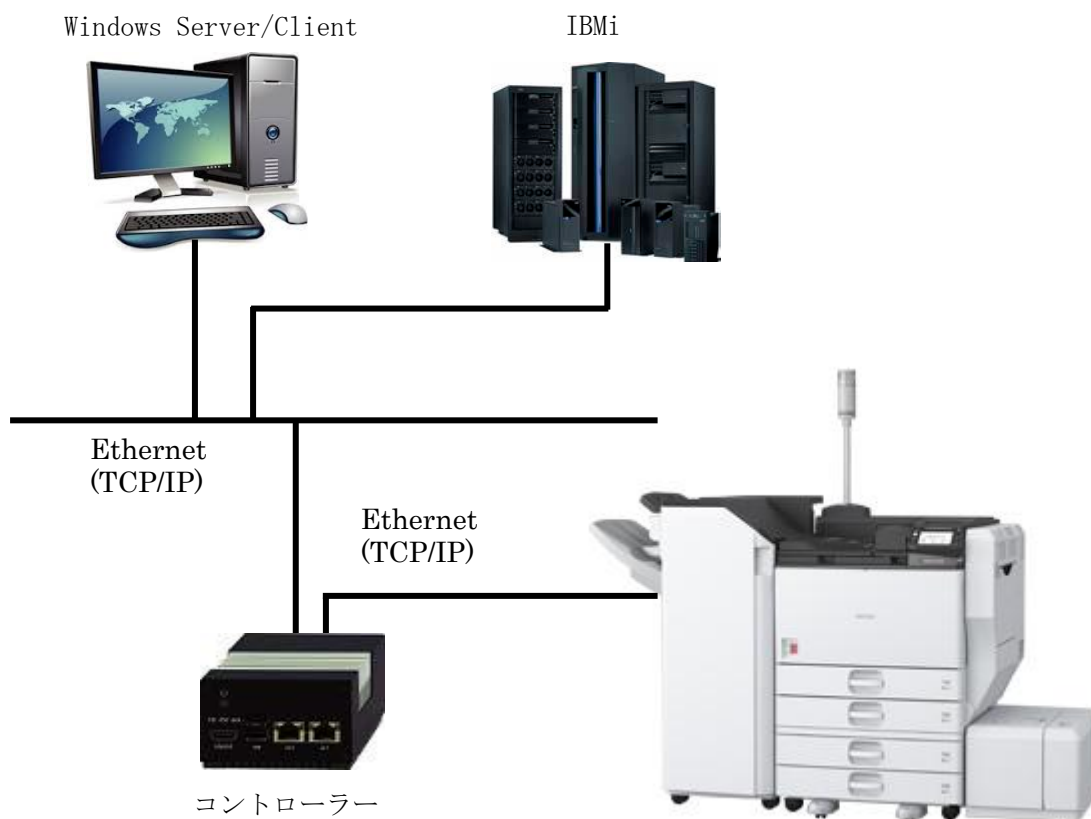 Windows Server/Client
IBMi
Ethernet
(TCP/IP)
Ethernet
(TCP/IP)
コントローラー